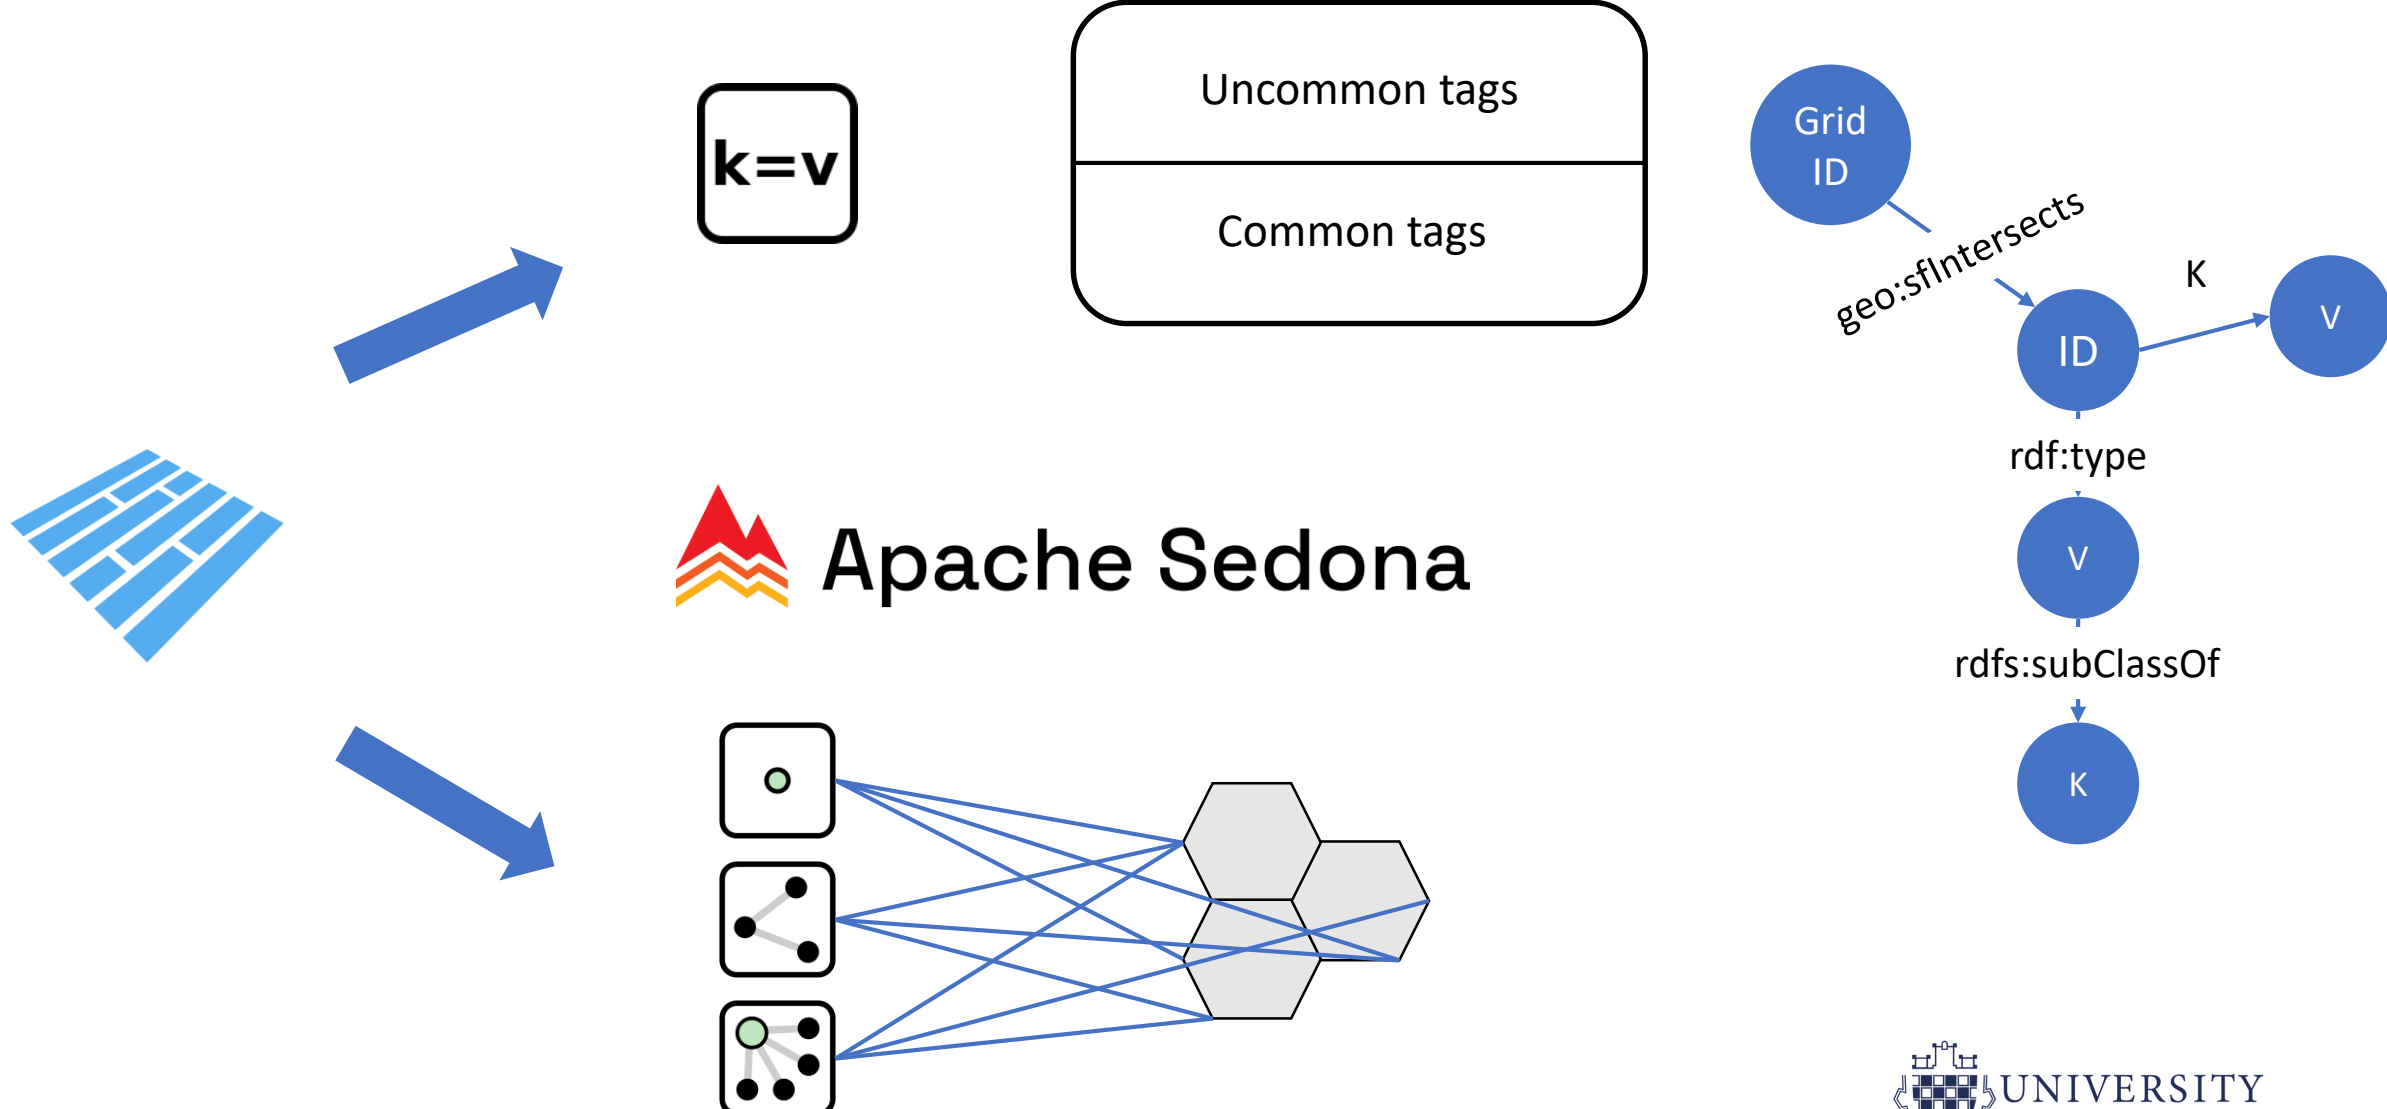 k=v
Uncommon tags
Common tags
Grid
ID
geo:sfIntersects
K
ID
V
rdf:type
V
rdfs:subClassOf
K
Apache Sedona
UNIVERSITY